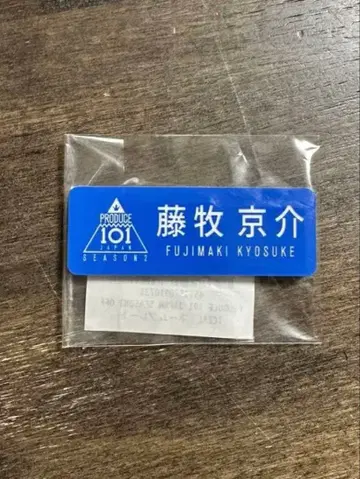 PRODUCE
101
JAPAN
SEASON2
藤牧 京介
FUJIMAKI KYOSUKE